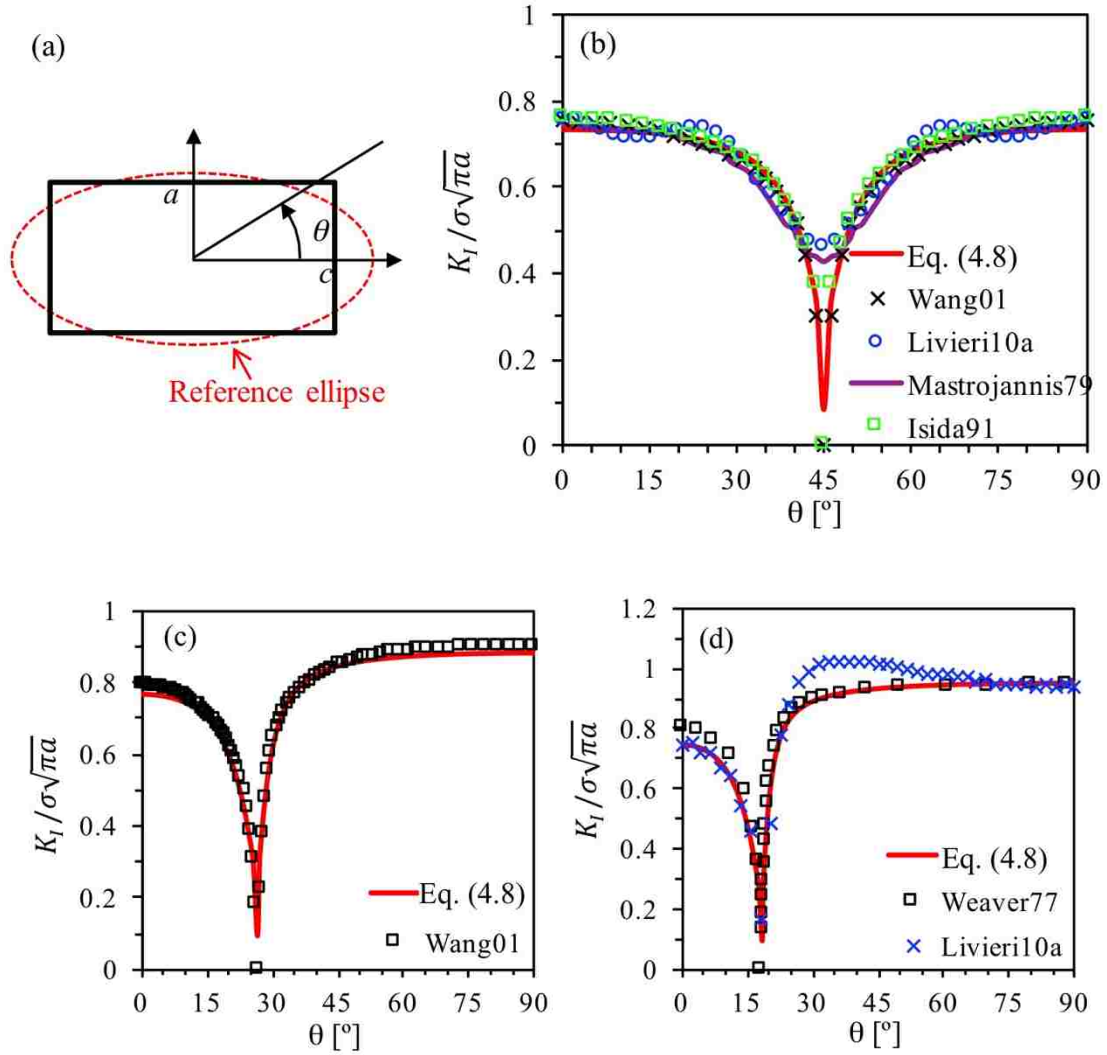 (a)
a
θ
c
Reference ellipse
(b)
K_I / σ√πa
1
0.8
0.6
0.4
0.2
0
0 15 30 45 60 75 90
θ [º]
Eq. (4.8)
Wang01
Livieri10a
Mastrojannis79
Isida91
(c)
K_I / σ√πa
1
0.8
0.6
0.4
0.2
0
0 15 30 45 60 75 90
θ [º]
Eq. (4.8)
Wang01
(d)
K_I / σ√πa
1.2
1
0.8
0.6
0.4
0.2
0
0 15 30 45 60 75 90
θ [º]
Eq. (4.8)
Weaver77
Livieri10a